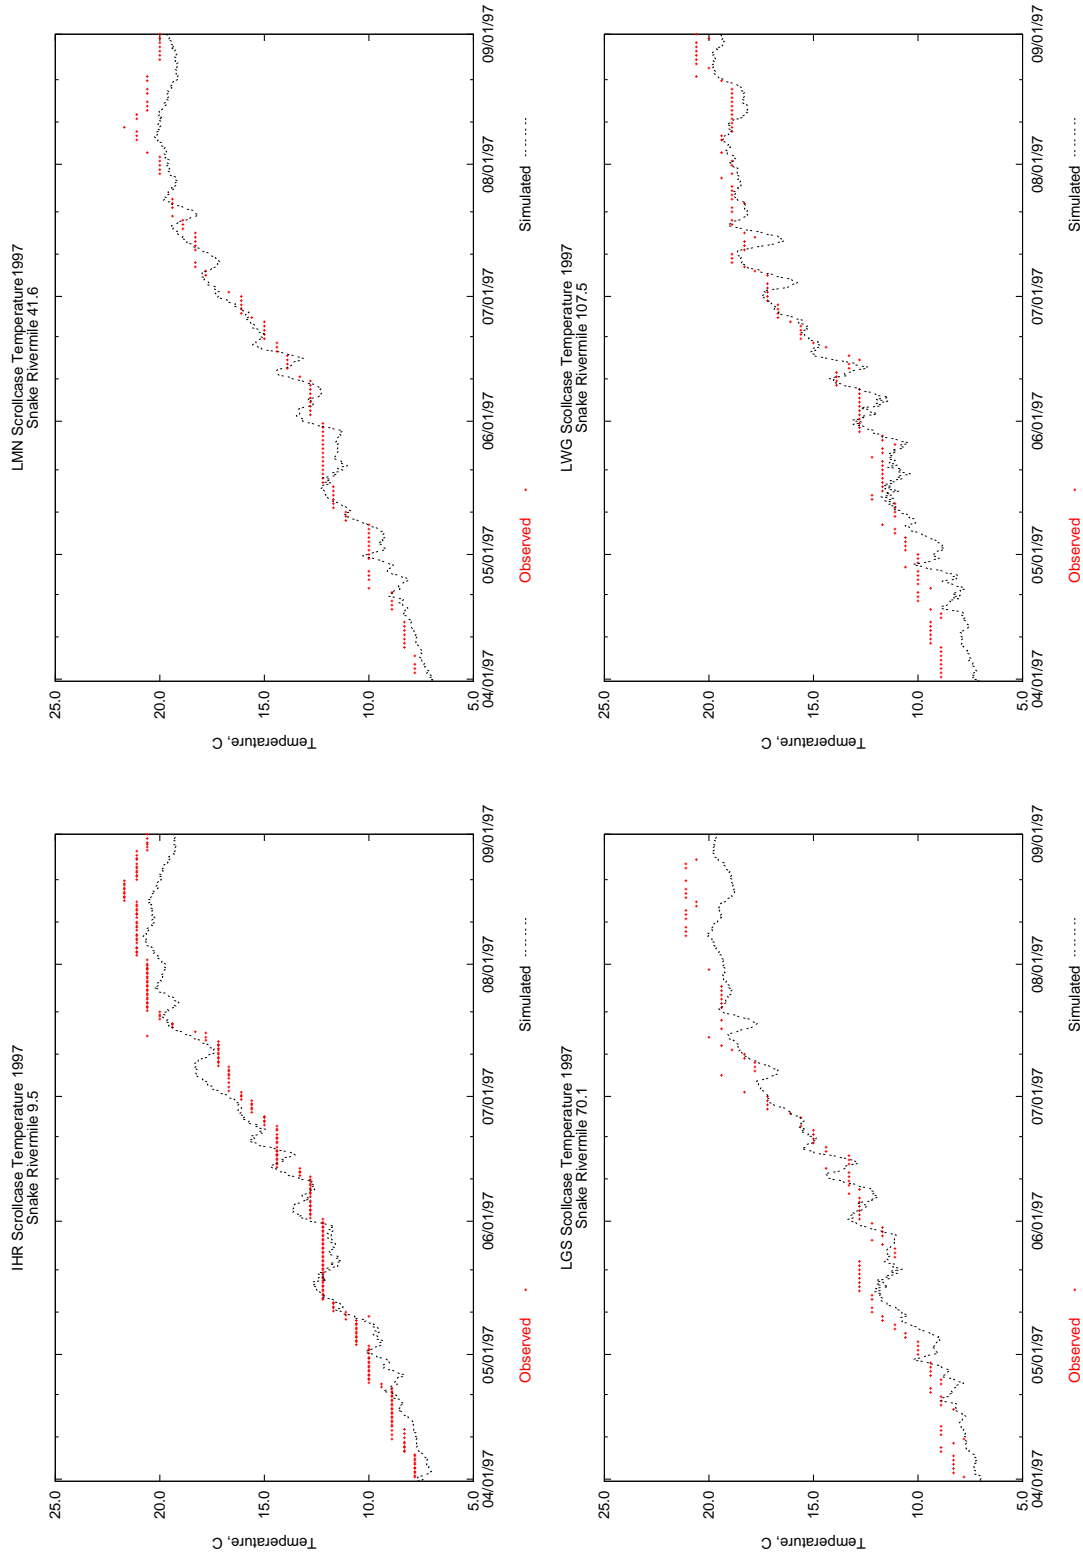 IHR Scrollcase Temperature 1997
Snake Rivermile 9.5
Temperature, C
25.0
20.0
15.0
10.0
5.0
04/01/97 05/01/97 06/01/97 07/01/97 08/01/97 09/01/97
Observed Simulated
LMN Scrollcase Temperature1997
Snake Rivermile 41.6
Temperature, C
25.0
20.0
15.0
10.0
5.0
04/01/97 05/01/97 06/01/97 07/01/97 08/01/97 09/01/97
Observed Simulated
LGS Scollcase Temperature 1997
Snake Rivermile 70.1
Temperature, C
25.0
20.0
15.0
10.0
5.0
04/01/97 05/01/97 06/01/97 07/01/97 08/01/97 09/01/97
Observed Simulated
LWG Scollcase Temperature 1997
Snake Rivermile 107.5
Temperature, C
25.0
20.0
15.0
10.0
5.0
04/01/97 05/01/97 06/01/97 07/01/97 08/01/97 09/01/97
Observed Simulated